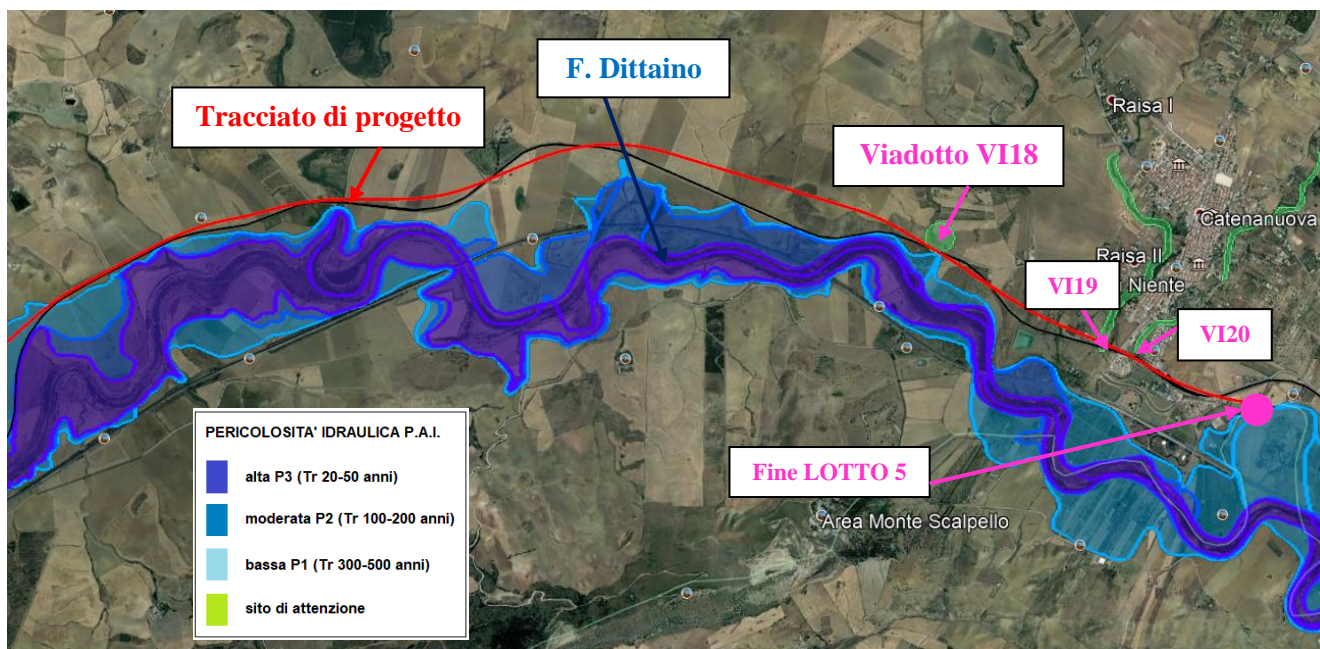 F. Dittaino
Tracciato di progetto
Raisa I
Viadotto VI18
Catenanuova
Raisa II
Niente
VI19
VI20
PERICOLOSITA' IDRAULICA P.A.I.
alta P3 (Tr 20-50 anni)
moderata P2 (Tr 100-200 anni)
bassa P1 (Tr 300-500 anni)
sito di attenzione
Fine LOTTO 5
Area Monte Scalpello